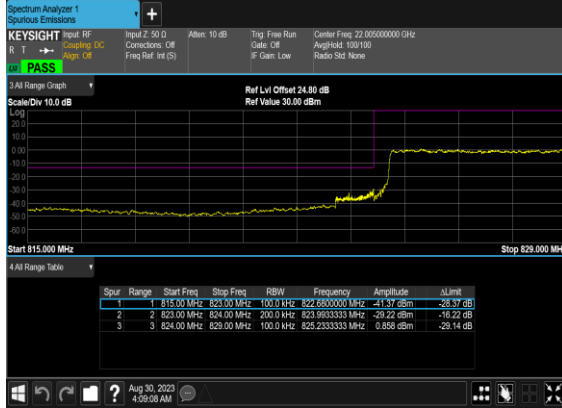 Spectrum Analyzer 1
Spurious Emissions
KEYSIGHT Input: RF Input Z: 50 Ω Atten: 10 dB Trig: Free Run Center Freq: 22.005000000 GHz
R T Coupling: DC Corrections: Off Gate: Off Avg|Hold: 100/100
Align: Off Freq Ref: Int (S) IF Gain: Low Radio Std: None
PASS
3 All Range Graph
Ref Lvl Offset 24.80 dB
Scale/Div 10.0 dB Ref Value 30.00 dBm
Log
20.0
10.0
0.00
-10.0
-20.0
-30.0
-40.0
-50.0
-60.0
Start 815.000 MHz Stop 829.000 MH
4 All Range Table
Spur Range Start Freq Stop Freq RBW Frequency Amplitude ΔLimit
1 1 815.00 MHz 823.00 MHz 100.0 kHz 822.6800000 MHz -41.37 dBm -28.37 dB
2 2 823.00 MHz 824.00 MHz 200.0 kHz 823.9933333 MHz -29.22 dBm -16.22 dB
3 3 824.00 MHz 829.00 MHz 100.0 kHz 825.2333333 MHz 0.858 dBm -29.14 dB
? Aug 30, 2023
4:09:08 AM